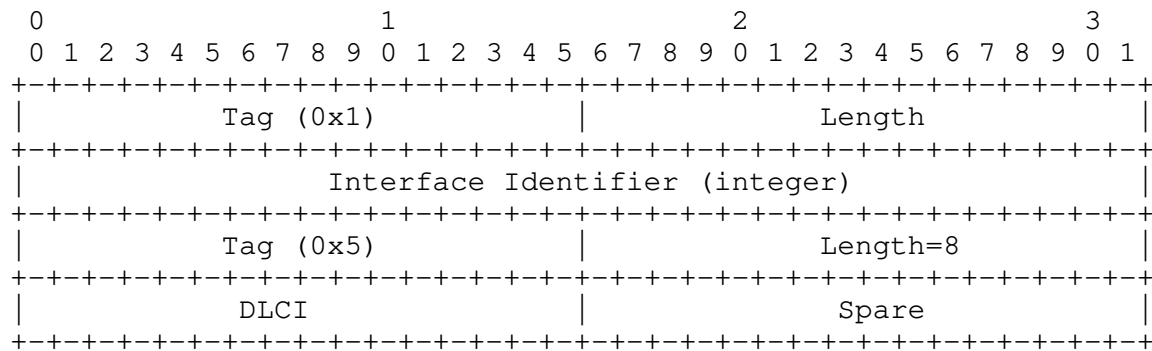 0                   1                   2                   3
 0 1 2 3 4 5 6 7 8 9 0 1 2 3 4 5 6 7 8 9 0 1 2 3 4 5 6 7 8 9 0 1
+-+-+-+-+-+-+-+-+-+-+-+-+-+-+-+-+-+-+-+-+-+-+-+-+-+-+-+-+-+-+-+-+
|           Tag (0x1)           |             Length            |
+-+-+-+-+-+-+-+-+-+-+-+-+-+-+-+-+-+-+-+-+-+-+-+-+-+-+-+-+-+-+-+-+
|                 Interface Identifier (integer)                |
+-+-+-+-+-+-+-+-+-+-+-+-+-+-+-+-+-+-+-+-+-+-+-+-+-+-+-+-+-+-+-+-+
|           Tag (0x5)           |             Length=8          |
+-+-+-+-+-+-+-+-+-+-+-+-+-+-+-+-+-+-+-+-+-+-+-+-+-+-+-+-+-+-+-+-+
|            DLCI               |              Spare            |
+-+-+-+-+-+-+-+-+-+-+-+-+-+-+-+-+-+-+-+-+-+-+-+-+-+-+-+-+-+-+-+-+